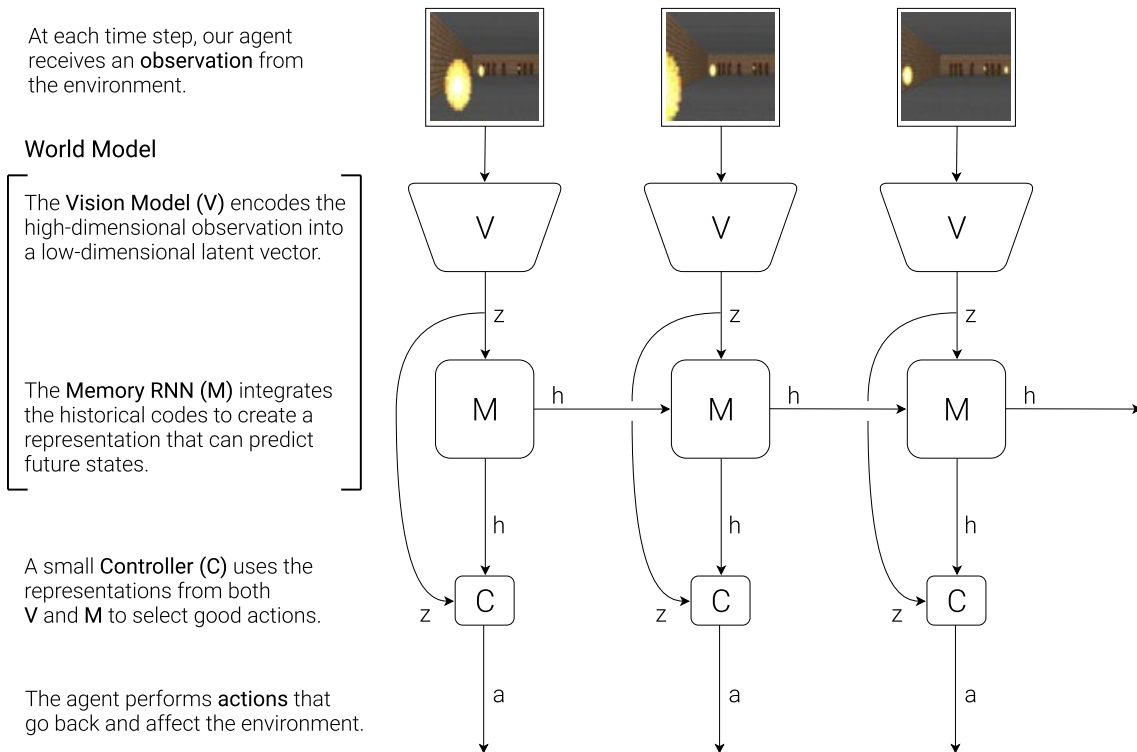 At each time step, our agent
receives an observation from
the environment.
World Model
The Vision Model (V) encodes the
high-dimensional observation into
a low-dimensional latent vector.
The Memory RNN (M) integrates
the historical codes to create a
representation that can predict
future states.
A small Controller (C) uses the
representations from both
V and M to select good actions.
The agent performs actions that
go back and affect the environment.
V V V
z z z
M h M h M h
h h h
z C z C z C
a a a